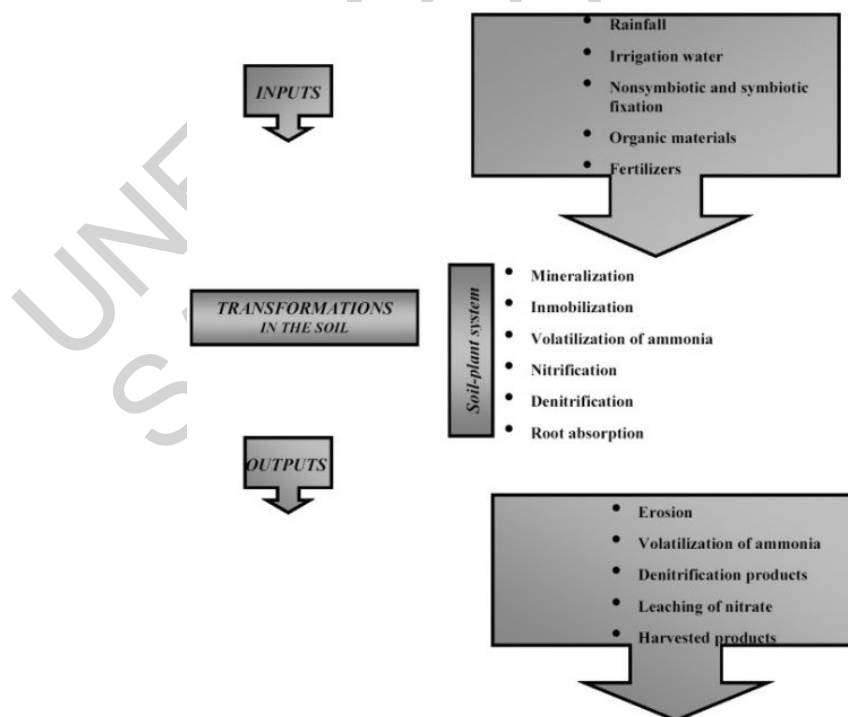 INPUTS
• Rainfall
• Irrigation water
• Nonsymbiotic and symbiotic
fixation
• Organic materials
• Fertilizers
TRANSFORMATIONS
IN THE SOIL
Soil-plant system
• Mineralization
• Inmobilization
• Volatilization of ammonia
• Nitrification
• Denitrification
• Root absorption
OUTPUTS
• Erosion
• Volatilization of ammonia
• Denitrification products
• Leaching of nitrate
• Harvested products